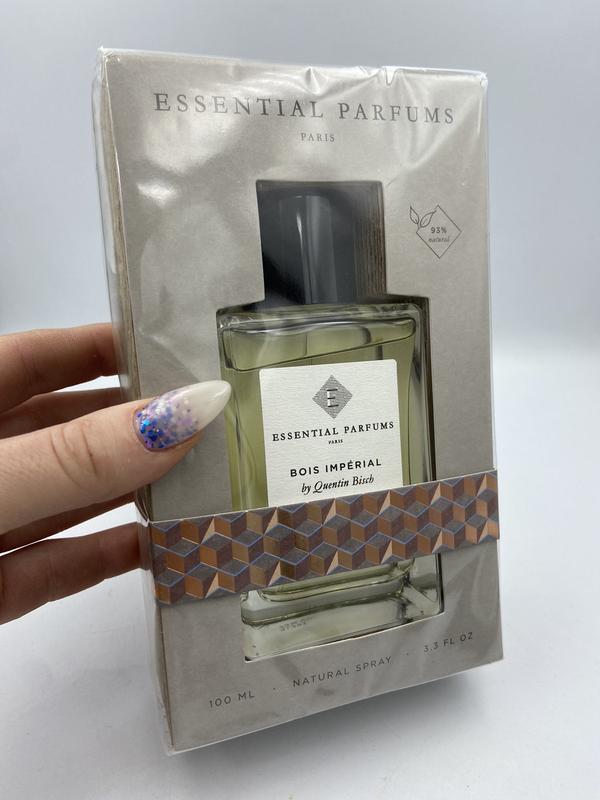 ESSENTIAL PARFUMS
PARIS
93%
natural
E
ESSENTIAL PARFUMS
PARIS
BOIS IMPÉRIAL
by Quentin Bisch
100 ML · NATURAL SPRAY · 3.3 FL OZ